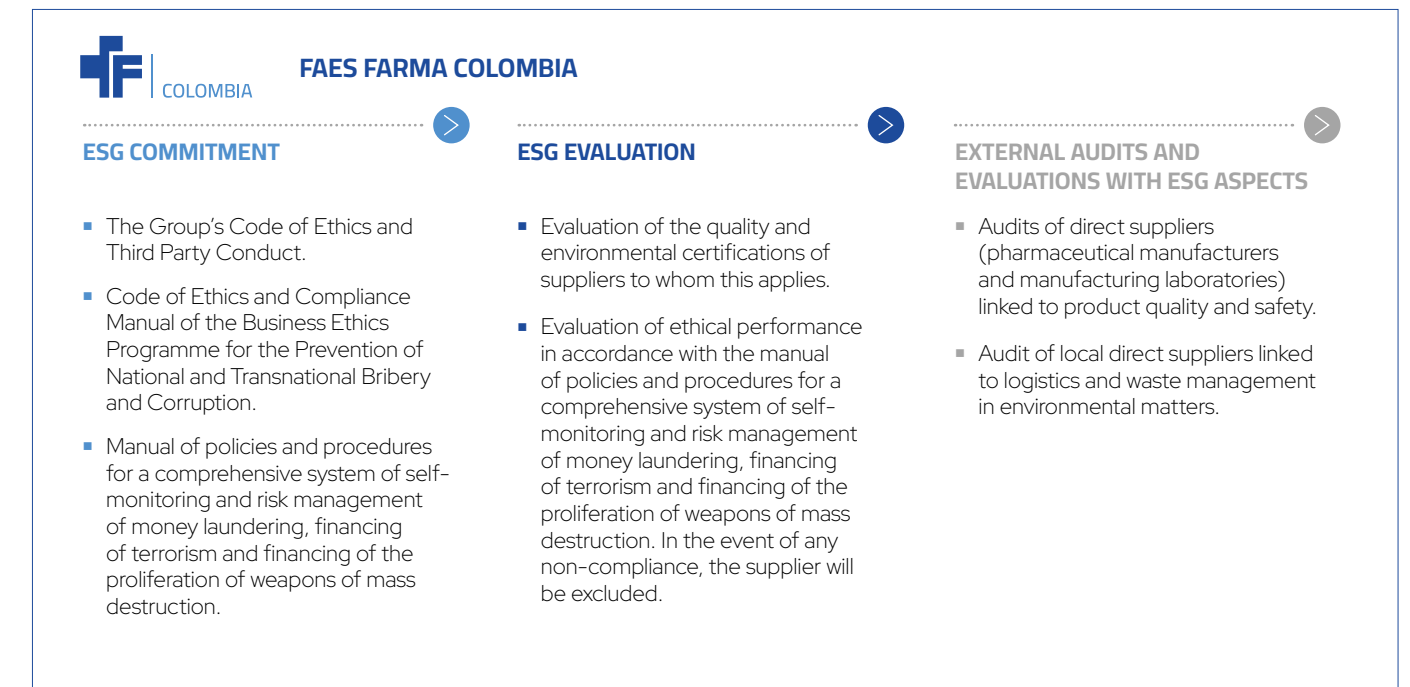 COLOMBIA
FAES FARMA COLOMBIA
ESG COMMITMENT
▪ The Group’s Code of Ethics and
Third Party Conduct.
▪ Code of Ethics and Compliance
Manual of the Business Ethics
Programme for the Prevention of
National and Transnational Bribery
and Corruption.
▪ Manual of policies and procedures
for a comprehensive system of self-
monitoring and risk management
of money laundering, financing
of terrorism and financing of the
proliferation of weapons of mass
destruction.
ESG EVALUATION
▪ Evaluation of the quality and
environmental certifications of
suppliers to whom this applies.
▪ Evaluation of ethical performance
in accordance with the manual
of policies and procedures for a
comprehensive system of self-
monitoring and risk management
of money laundering, financing
of terrorism and financing of the
proliferation of weapons of mass
destruction. In the event of any
non-compliance, the supplier will
be excluded.
EXTERNAL AUDITS AND
EVALUATIONS WITH ESG ASPECTS
▪ Audits of direct suppliers
(pharmaceutical manufacturers
and manufacturing laboratories)
linked to product quality and safety.
▪ Audit of local direct suppliers linked
to logistics and waste management
in environmental matters.